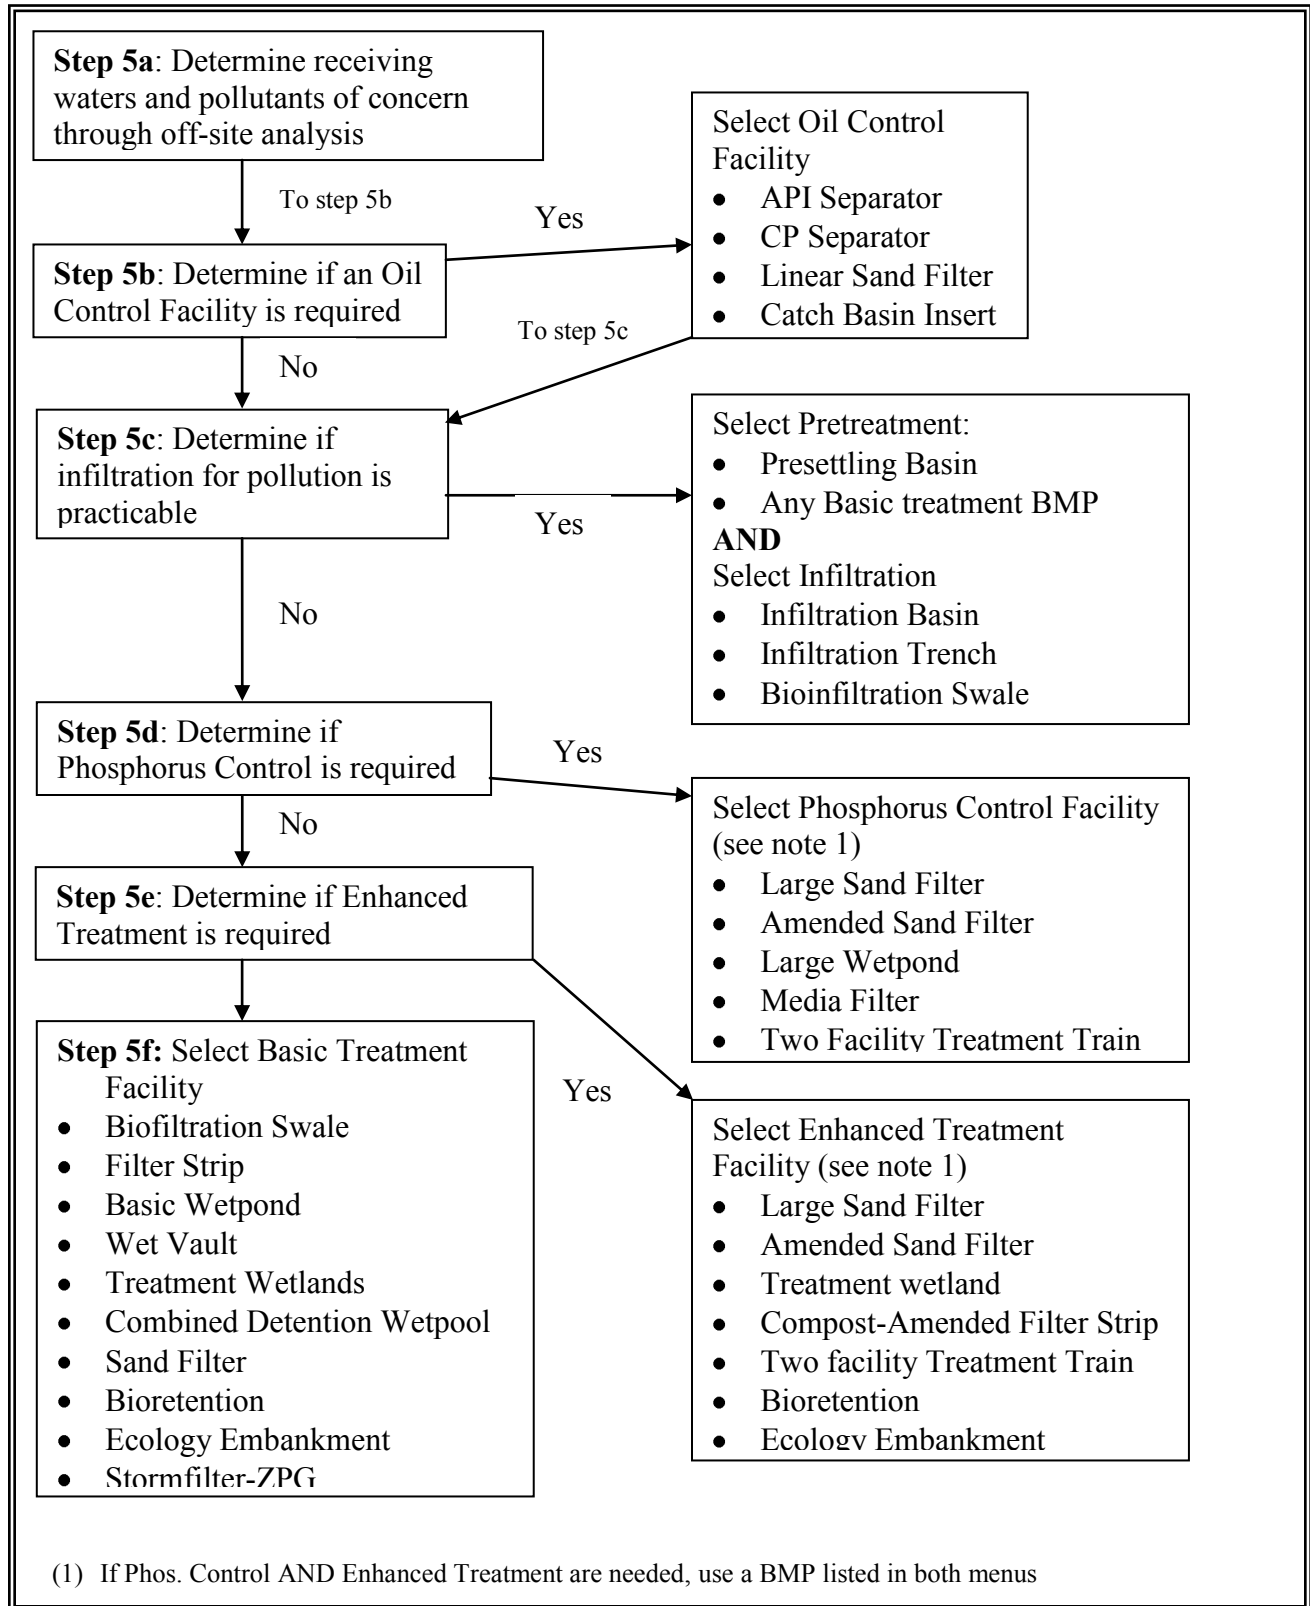 Step 5a: Determine receiving
waters and pollutants of concern
through off-site analysis
To step 5b
Yes
Select Oil Control
Facility
• API Separator
• CP Separator
• Linear Sand Filter
• Catch Basin Insert
Step 5b: Determine if an Oil
Control Facility is required
To step 5c
No
Step 5c: Determine if
infiltration for pollution is
practicable
Yes
Select Pretreatment:
• Presettling Basin
• Any Basic treatment BMP
AND
Select Infiltration
• Infiltration Basin
• Infiltration Trench
• Bioinfiltration Swale
No
Step 5d: Determine if
Phosphorus Control is required
Yes
Select Phosphorus Control Facility
(see note 1)
• Large Sand Filter
• Amended Sand Filter
• Large Wetpond
• Media Filter
• Two Facility Treatment Train
No
Step 5e: Determine if Enhanced
Treatment is required
Yes
Select Enhanced Treatment
Facility (see note 1)
• Large Sand Filter
• Amended Sand Filter
• Treatment wetland
• Compost-Amended Filter Strip
• Two facility Treatment Train
• Bioretention
• Ecology Embankment
Step 5f: Select Basic Treatment
Facility
• Biofiltration Swale
• Filter Strip
• Basic Wetpond
• Wet Vault
• Treatment Wetlands
• Combined Detention Wetpool
• Sand Filter
• Bioretention
• Ecology Embankment
• Stormfilter-ZPG
(1) If Phos. Control AND Enhanced Treatment are needed, use a BMP listed in both menus